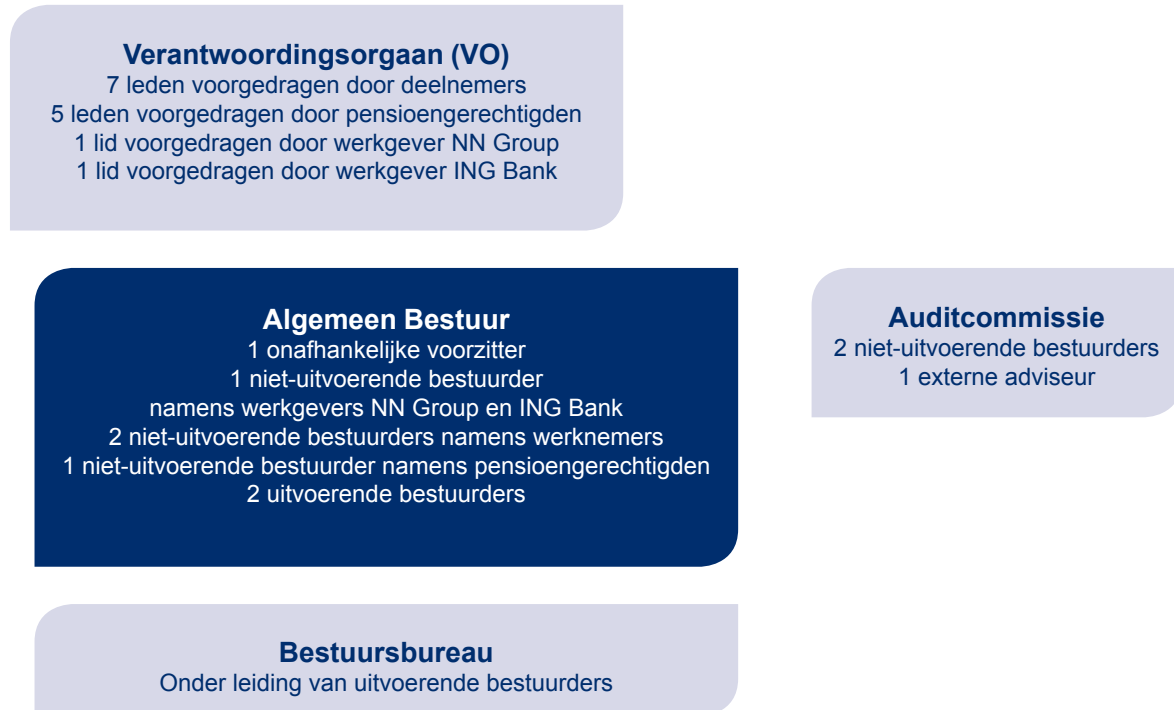 Verantwoordingsorgaan (VO)
7 leden voorgedragen door deelnemers
5 leden voorgedragen door pensioengerechtigden
1 lid voorgedragen door werkgever NN Group
1 lid voorgedragen door werkgever ING Bank
Algemeen Bestuur
1 onafhankelijke voorzitter
1 niet-uitvoerende bestuurder
namens werkgevers NN Group en ING Bank
2 niet-uitvoerende bestuurders namens werknemers
1 niet-uitvoerende bestuurder namens pensioengerechtigden
2 uitvoerende bestuurders
Auditcommissie
2 niet-uitvoerende bestuurders
1 externe adviseur
Bestuursbureau
Onder leiding van uitvoerende bestuurders